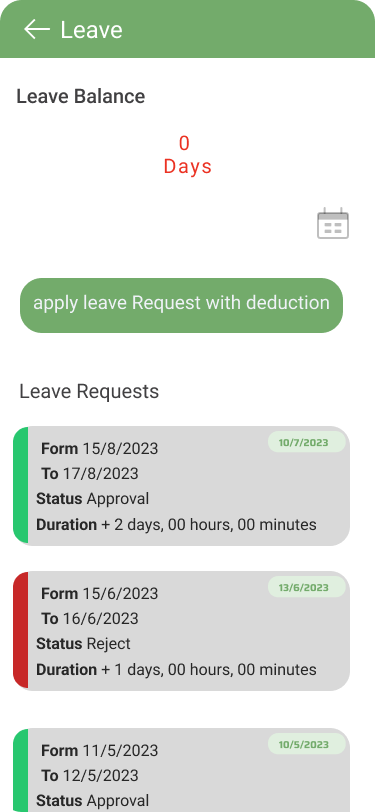 Leave
Leave Balance
0
Days
apply leave Request with deduction
Leave Requests
10/7/2023
Form 15/8/2023
To 17/8/2023
Status Approval
Duration + 2 days, 00 hours, 00 minutes
13/6/2023
Form 15/6/2023
To 16/6/2023
Status Reject
Duration + 1 days, 00 hours, 00 minutes
10/5/2023
Form 11/5/2023
To 12/5/2023
Status Approval